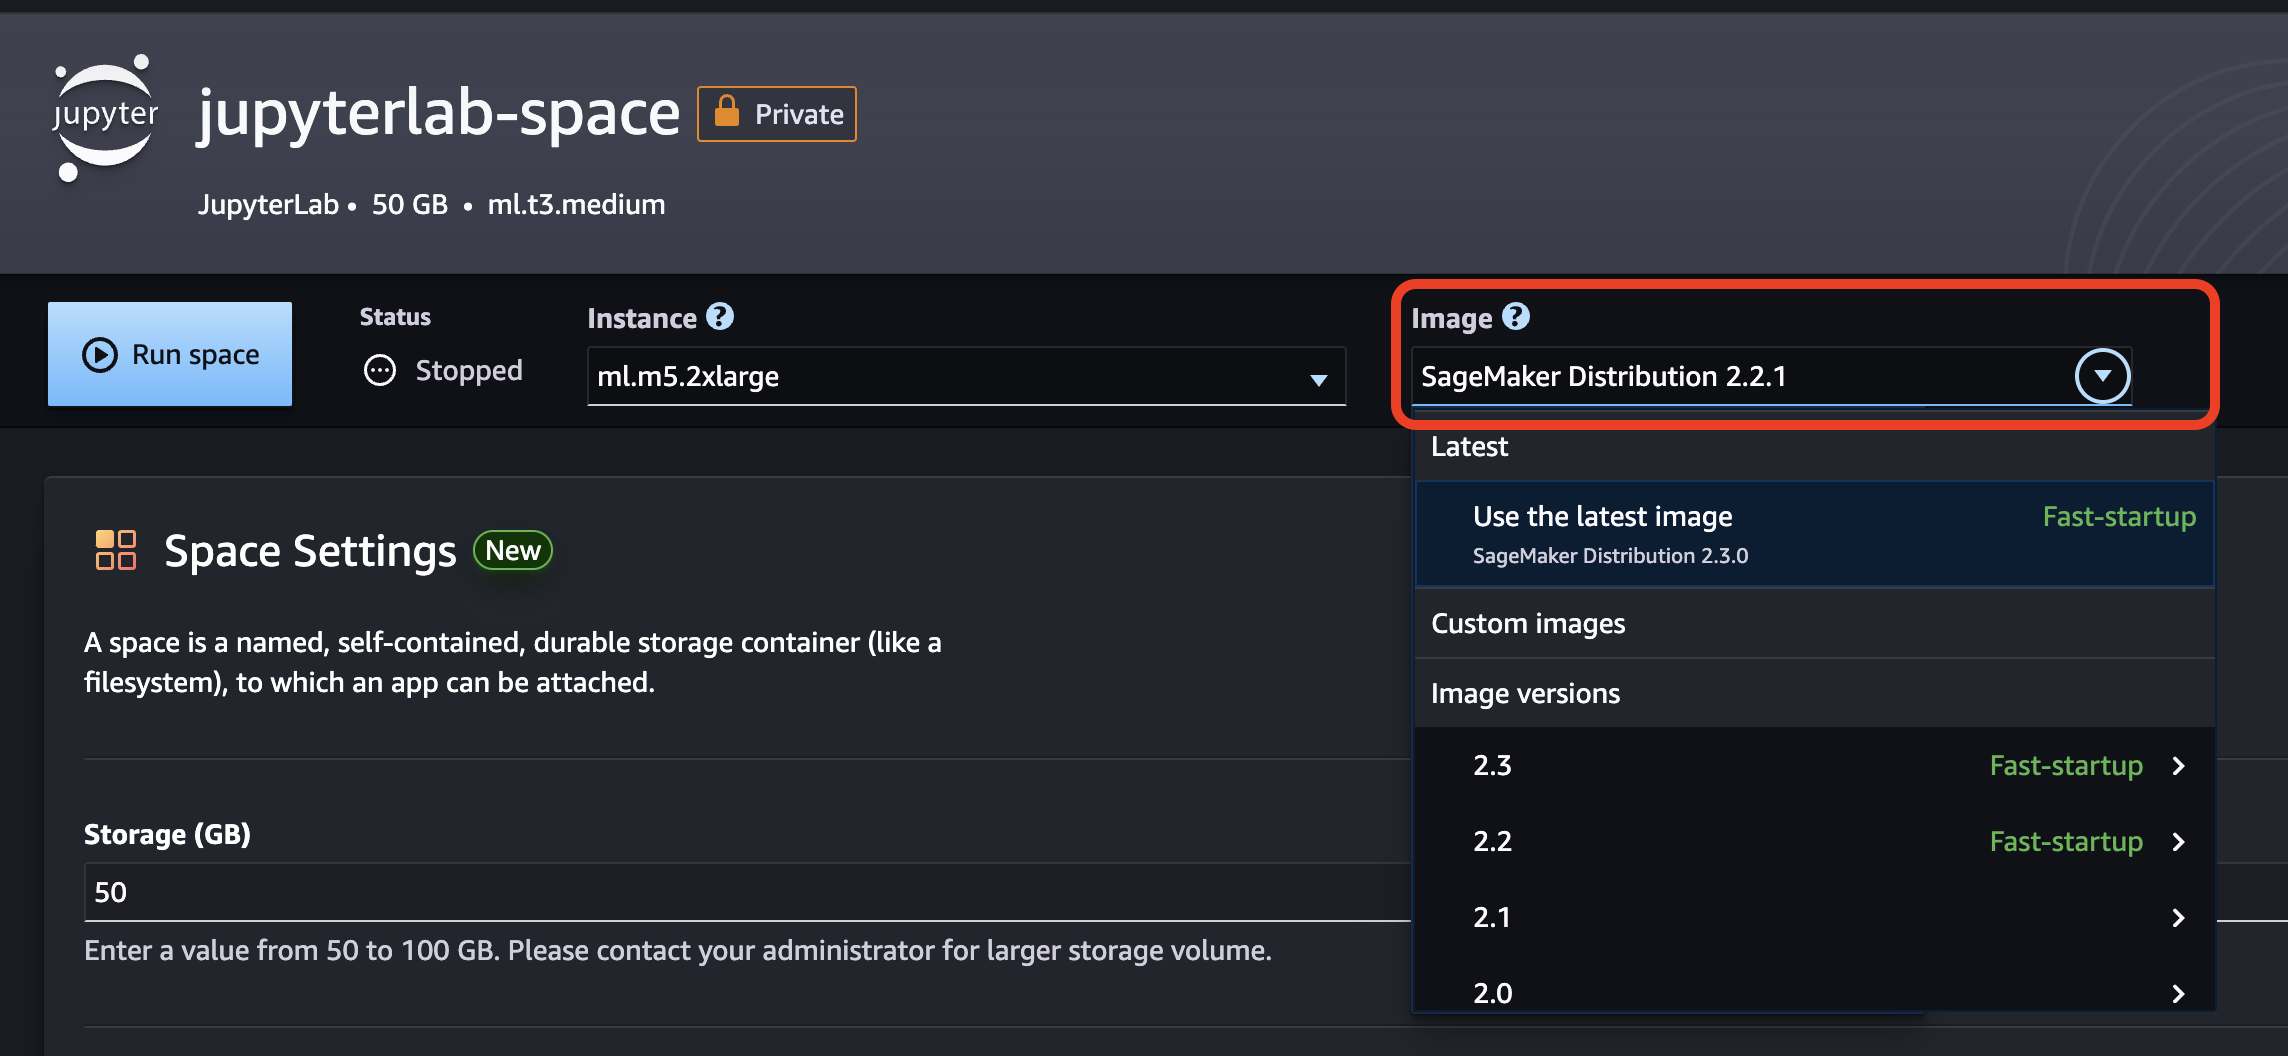 jupyter
jupyterlab-space
Private
JupyterLab • 50 GB • ml.t3.medium
Run space
Status
Stopped
Instance ?
ml.m5.2xlarge
Image ?
SageMaker Distribution 2.2.1
Latest
Use the latest image Fast-startup
SageMaker Distribution 2.3.0
Custom images
Image versions
2.3 Fast-startup
2.2 Fast-startup
2.1
2.0
Space Settings New
A space is a named, self-contained, durable storage container (like a
filesystem), to which an app can be attached.
Storage (GB)
50
Enter a value from 50 to 100 GB. Please contact your administrator for larger storage volume.